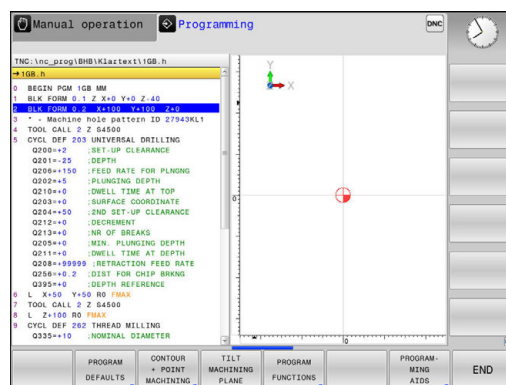 Manual operation
Programming
DNC
TNC:\nc_prog\BHB\Klartext\1GB.h
→1GB.h
0 BEGIN PGM 1GB MM
1 BLK FORM 0.1 Z X+0 Y+0 Z-40
2 BLK FORM 0.2 X+100 Y+100 Z+0
3 * - Machine hole pattern ID 27943KL1
4 TOOL CALL 2 Z S4500
5 CYCL DEF 203 UNIVERSAL DRILLING
Q200=+2 ;SET-UP CLEARANCE
Q201=-25 ;DEPTH
Q206=+150 ;FEED RATE FOR PLNGNG
Q202=+5 ;PLUNGING DEPTH
Q210=+0 ;DWELL TIME AT TOP
Q203=+0 ;SURFACE COORDINATE
Q204=+50 ;2ND SET-UP CLEARANCE
Q212=+0 ;DECREMENT
Q213=+0 ;NR OF BREAKS
Q205=+0 ;MIN. PLUNGING DEPTH
Q211=+0 ;DWELL TIME AT DEPTH
Q208=+99999 ;RETRACTION FEED RATE
Q256=+0.2 ;DIST FOR CHIP BRKNG
Q395=+0 ;DEPTH REFERENCE
6 L X+50 Y+50 R0 FMAX
7 TOOL CALL 2 Z S4500
8 L Z+100 R0 FMAX
9 CYCL DEF 262 THREAD MILLING
Q335=+10 ;NOMINAL DIAMETER
Y
X
0
0
PROGRAM
DEFAULTS
CONTOUR
+ POINT
MACHINING
TILT
MACHINING
PLANE
PROGRAM
FUNCTIONS
PROGRAM-
MING
AIDS
END